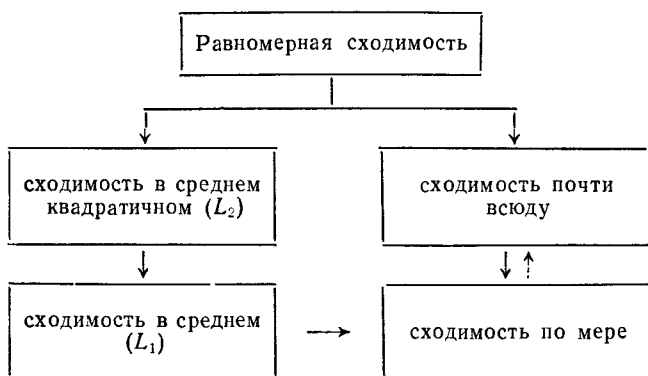 Равномерная сходимость
сходимость в среднем
квадратичном (L₂)
сходимость почти
всюду
сходимость в среднем
(L₁)
сходимость по мере